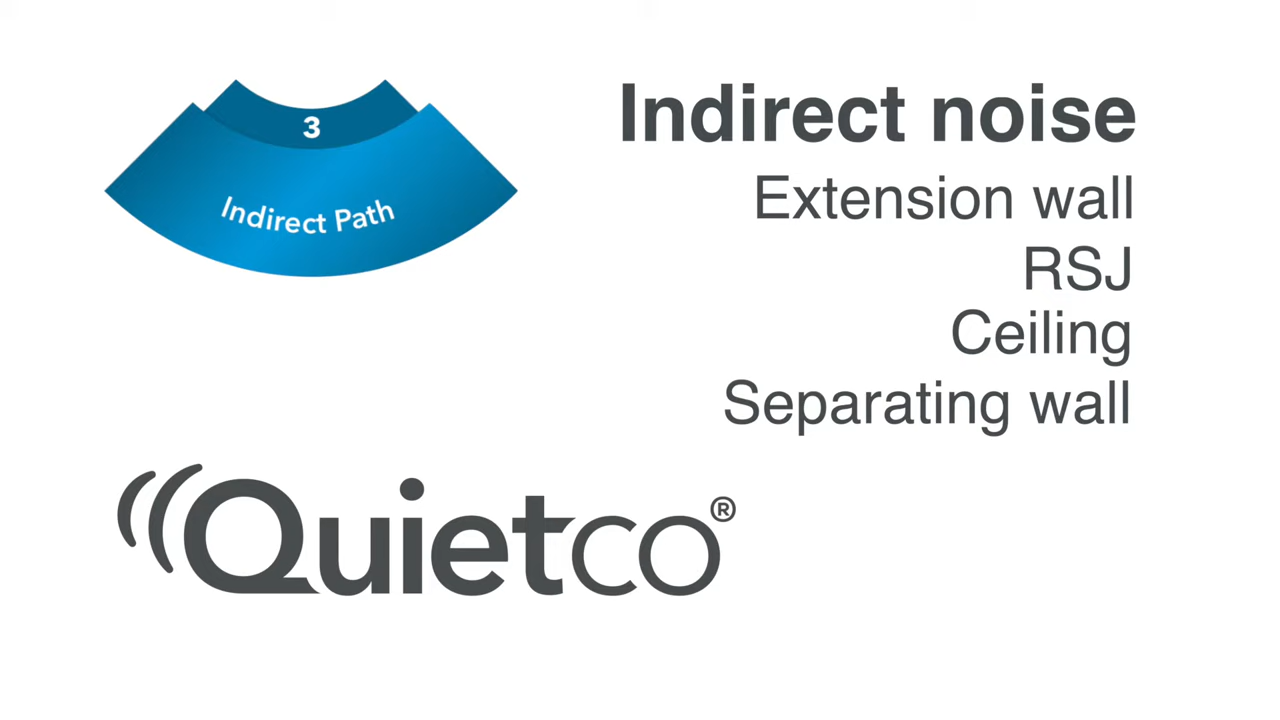 3
Indirect Path
Indirect noise
Extension wall
RSJ
Ceiling
Separating wall
Quietco®